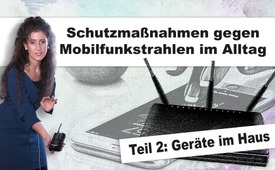 Schutzmaßnahmen gegen
Mobilfunkstrahlen im Alltag
Teil 2: Geräte im Haus